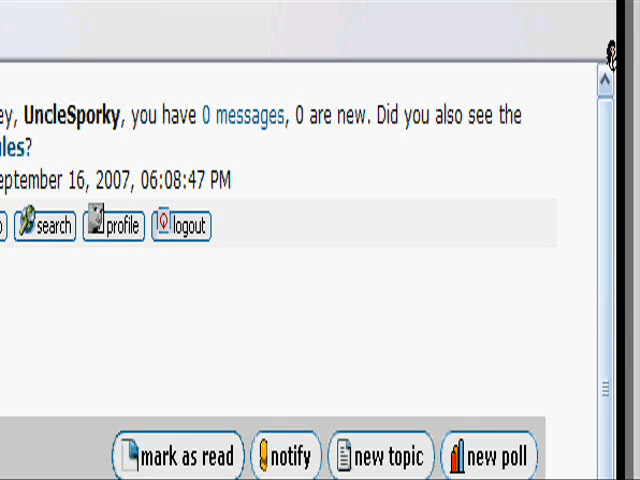 ey, UncleSporky, you have 0 messages, 0 are new. Did you also see the
ules?
eptember 16, 2007, 06:08:47 PM
search profile logout
mark as read notify new topic new poll